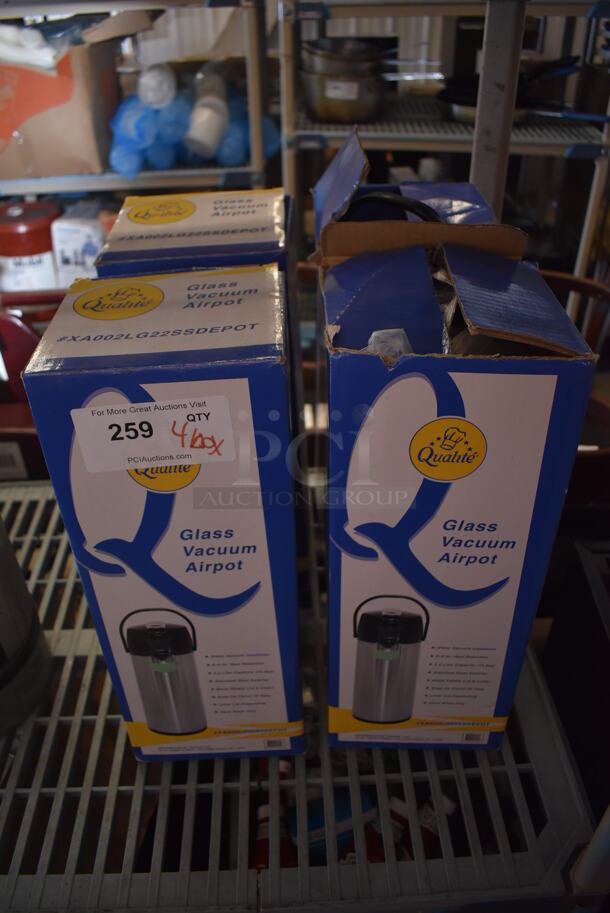 Qualité
Glass
Vacuum
Airpot
#XA002LG22SSDEPOT
Qualité
Glass
Vacuum
Airpot
#XA002LG22SSDEPOT
For More Great Auctions Visit
259
QTY
4 box
PCIAuctions.com
Qualité
Glass
Vacuum
Airpot
Qualité
Glass
Vacuum
Airpot
PCI
AUCTION GROUP